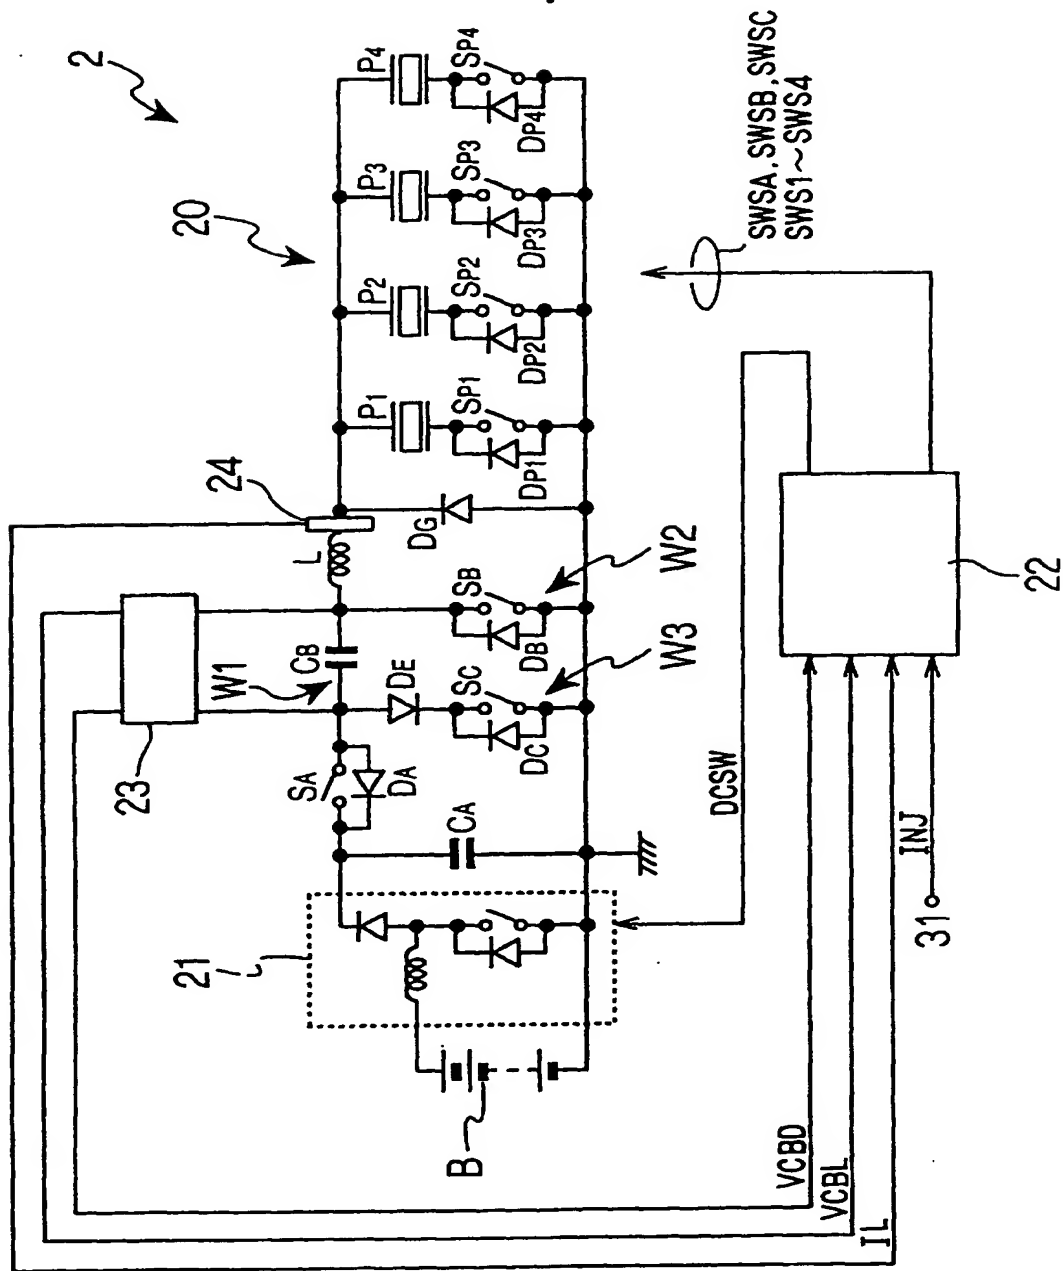 2
20
P1
P2
P3
P4
SP1
SP2
SP3
SP4
DP1
DP2
DP3
DP4
SWSA, SWSB, SWSC
SWS1~SWS4
24
L
DG
W1
CB
SB
W2
DB
DE
SC
W3
DC
23
SA
DA
CA
21
B
DCSW
22
VCBD
VCBL
IL
INJ
31